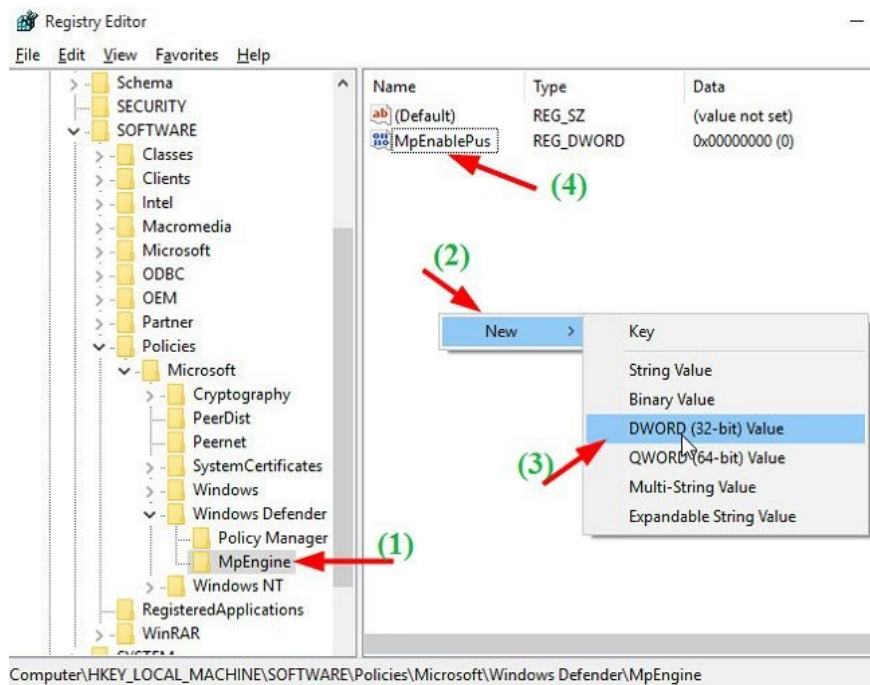 Registry Editor
File Edit View Favorites Help
Schema
SECURITY
SOFTWARE
Classes
Clients
Intel
Macromedia
Microsoft
ODBC
OEM
Partner
Policies
Microsoft
Cryptography
PeerDist
Peernet
SystemCertificates
Windows
Windows Defender
Policy Manager
MpEngine
Windows NT
RegisteredApplications
WinRAR
SYSTEM
(1)
Name Type Data
(Default) REG_SZ (value not set)
MpEnablePus REG_DWORD 0x00000000 (0)
(4)
(2)
New
Key
String Value
Binary Value
DWORD (32-bit) Value
QWORD (64-bit) Value
Multi-String Value
Expandable String Value
(3)
Computer\HKEY_LOCAL_MACHINE\SOFTWARE\Policies\Microsoft\Windows Defender\MpEngine